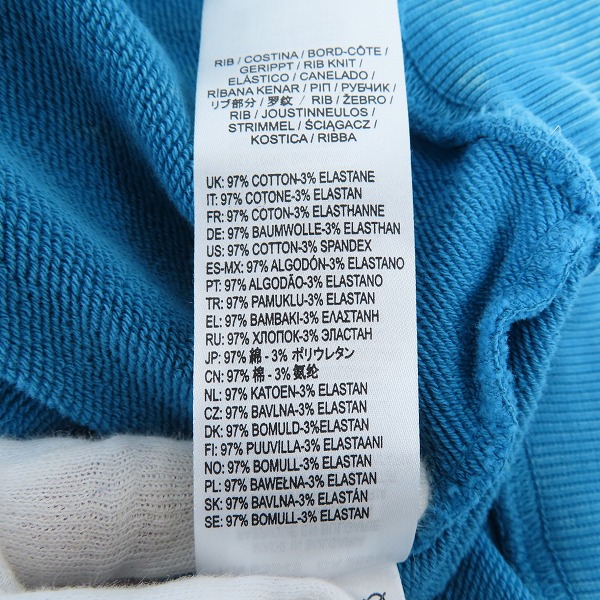 RIB / COSTINA / BORD-CÔTE /
GERIPPT / RIB KNIT /
ELÁSTICO / CANELADO /
RİBANA KENAR / ΡΙΠ / РУБЧИК /
リブ部分 / 罗纹 / RIB / ŽEBRO /
RIB / JOUSTINNEULOS /
STRIMMEL / ŚCIĄGACZ /
KOSTICA / RIBBA
UK: 97% COTTON-3% ELASTANE
IT: 97% COTONE-3% ELASTAN
FR: 97% COTON-3% ELASTHANNE
DE: 97% BAUMWOLLE-3% ELASTHAN
US: 97% COTTON-3% SPANDEX
ES-MX: 97% ALGODÓN-3% ELASTANO
PT: 97% ALGODÃO-3% ELASTANO
TR: 97% PAMUKLU-3% ELASTAN
EL: 97% ΒΑΜΒΑΚΙ-3% ΕΛΑΣΤΑΝΗ
RU: 97% ХЛОПОК-3% ЭЛАСТАН
JP: 97% 綿 - 3% ポリウレタン
CN: 97% 棉 - 3% 氨纶
NL: 97% KATOEN-3% ELASTAN
CZ: 97% BAVLNA-3% ELASTAN
DK: 97% BOMULD-3%ELASTAN
FI: 97% PUUVILLA-3% ELASTAANI
NO: 97% BOMULL-3% ELASTAN
PL: 97% BAWEŁNA-3% ELASTAN
SK: 97% BAVLNA-3% ELASTÁN
SE: 97% BOMULL-3% ELASTAN